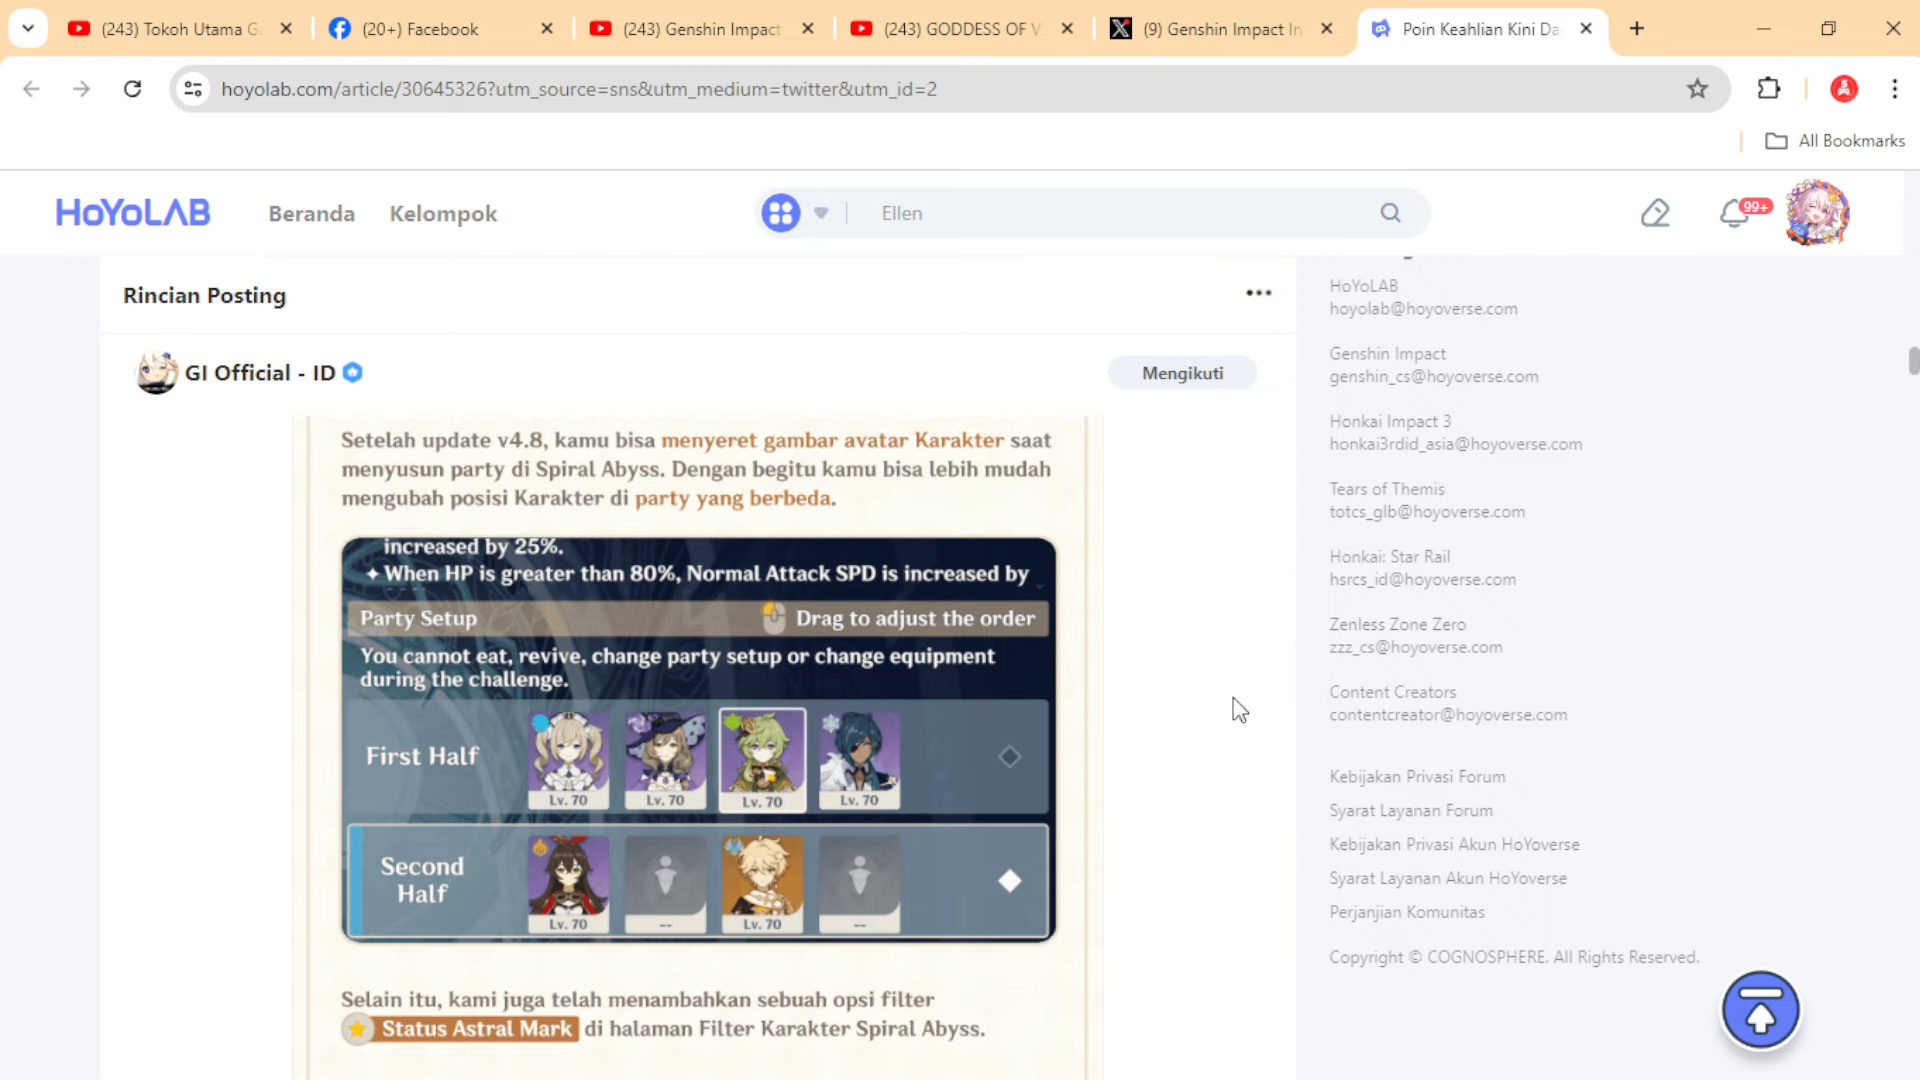 (243) Tokoh Utama G
(20+) Facebook
(243) Genshin Impact
(243) GODDESS OF V
(9) Genshin Impact In
Poin Keahlian Kini Da
hoyolab.com/article/30645326?utm_source=sns&utm_medium=twitter&utm_id=2
All Bookmarks
HoYoLAB
Beranda
Kelompok
Ellen
99+
Rincian Posting
GI Official - ID
Mengikuti
Setelah update v4.8, kamu bisa menyeret gambar avatar Karakter saat
menyusun party di Spiral Abyss. Dengan begitu kamu bisa lebih mudah
mengubah posisi Karakter di party yang berbeda.
increased by 25%.
When HP is greater than 80%, Normal Attack SPD is increased by
Party Setup
Drag to adjust the order
You cannot eat, revive, change party setup or change equipment
during the challenge.
First Half
Lv. 70
Lv. 70
Lv. 70
Lv. 70
Second
Half
Lv. 70
--
Lv. 70
--
Selain itu, kami juga telah menambahkan sebuah opsi filter
Status Astral Mark di halaman Filter Karakter Spiral Abyss.
HoYoLAB
hoyolab@hoyoverse.com
Genshin Impact
genshin_cs@hoyoverse.com
Honkai Impact 3
honkai3rdid_asia@hoyoverse.com
Tears of Themis
totcs_glb@hoyoverse.com
Honkai: Star Rail
hsrcs_id@hoyoverse.com
Zenless Zone Zero
zzz_cs@hoyoverse.com
Content Creators
contentcreator@hoyoverse.com
Kebijakan Privasi Forum
Syarat Layanan Forum
Kebijakan Privasi Akun HoYoverse
Syarat Layanan Akun HoYoverse
Perjanjian Komunitas
Copyright © COGNOSPHERE. All Rights Reserved.